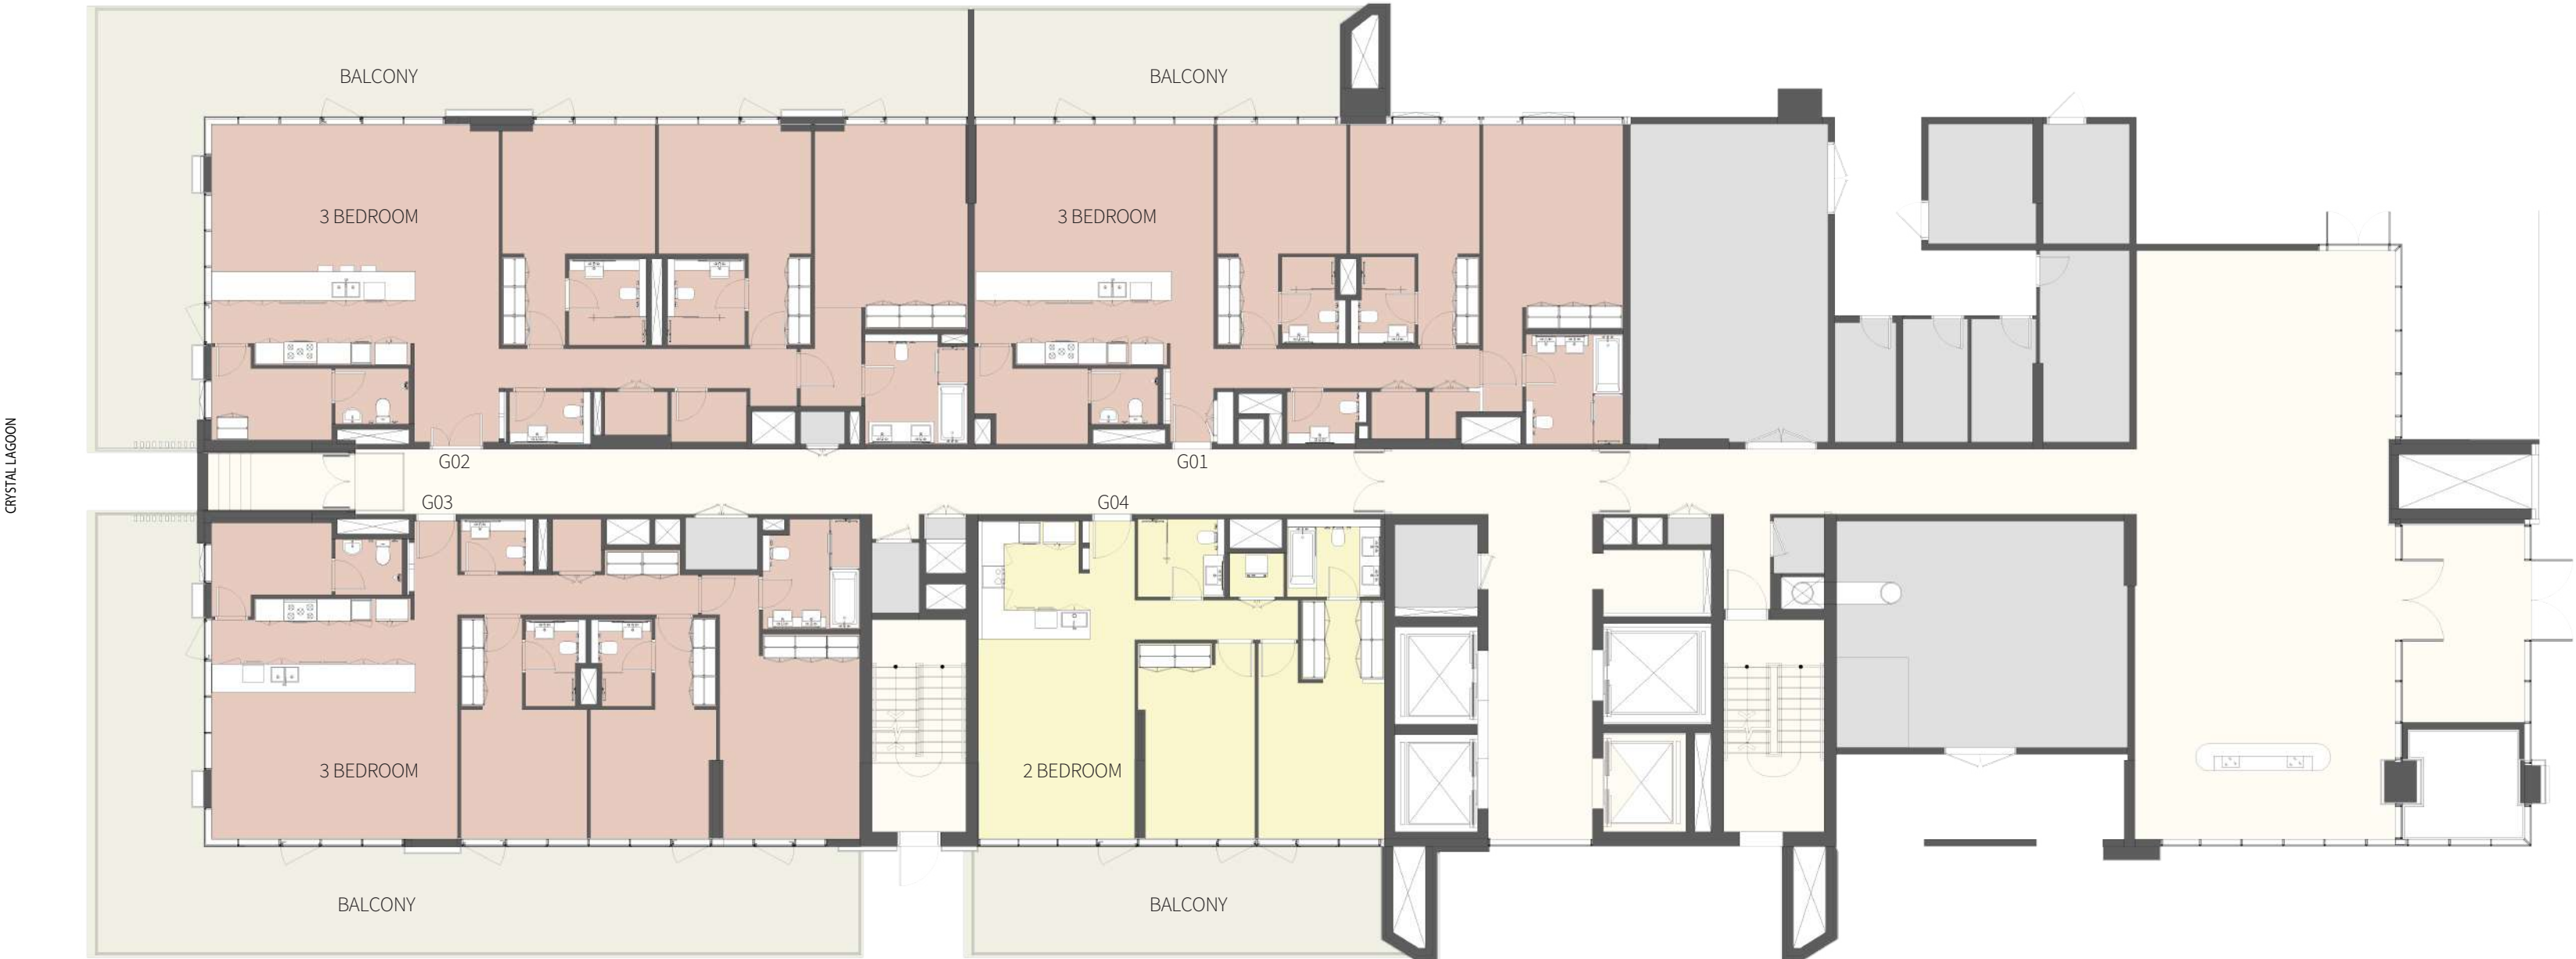 BALCONY
BALCONY
3 BEDROOM
3 BEDROOM
CRYSTAL LAGOON
G02
G01
G03
G04
3 BEDROOM
2 BEDROOM
BALCONY
BALCONY